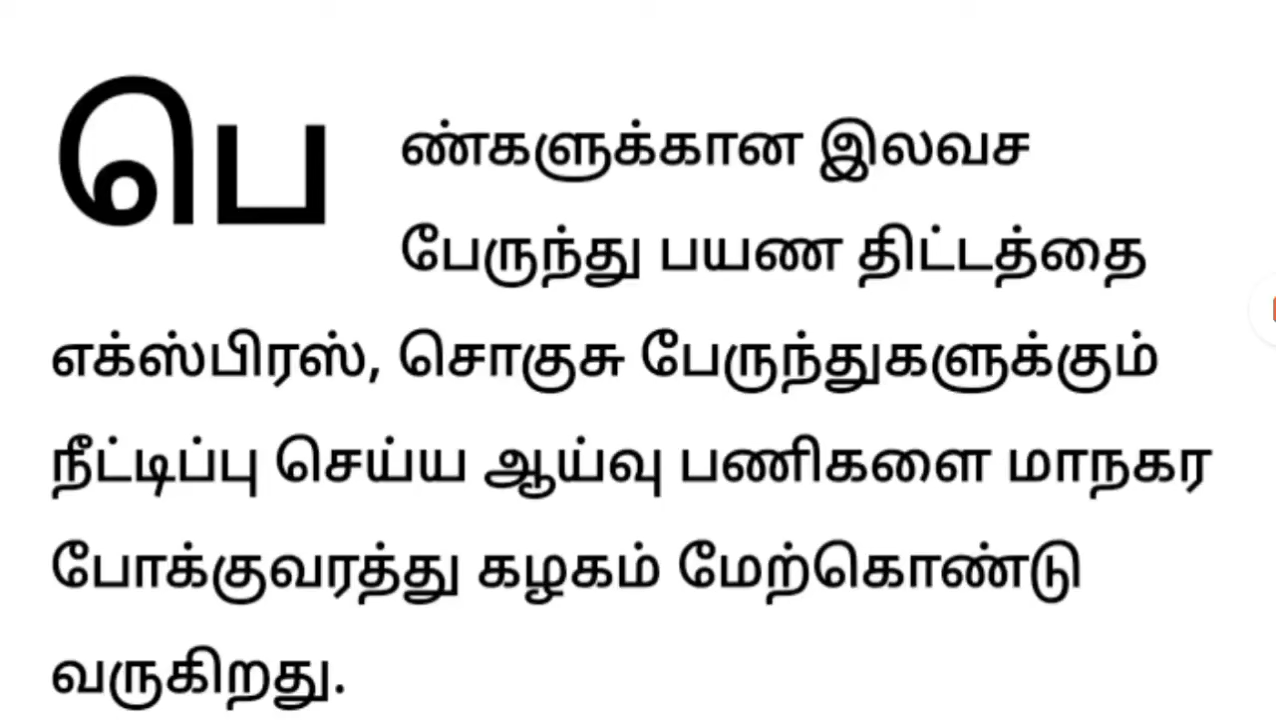 பெண்களுக்கான இலவச
பேருந்து பயண திட்டத்தை
எக்ஸ்பிரஸ், சொகுசு பேருந்துகளுக்கும்
நீட்டிப்பு செய்ய ஆய்வு பணிகளை மாநகர
போக்குவரத்து கழகம் மேற்கொண்டு
வருகிறது.